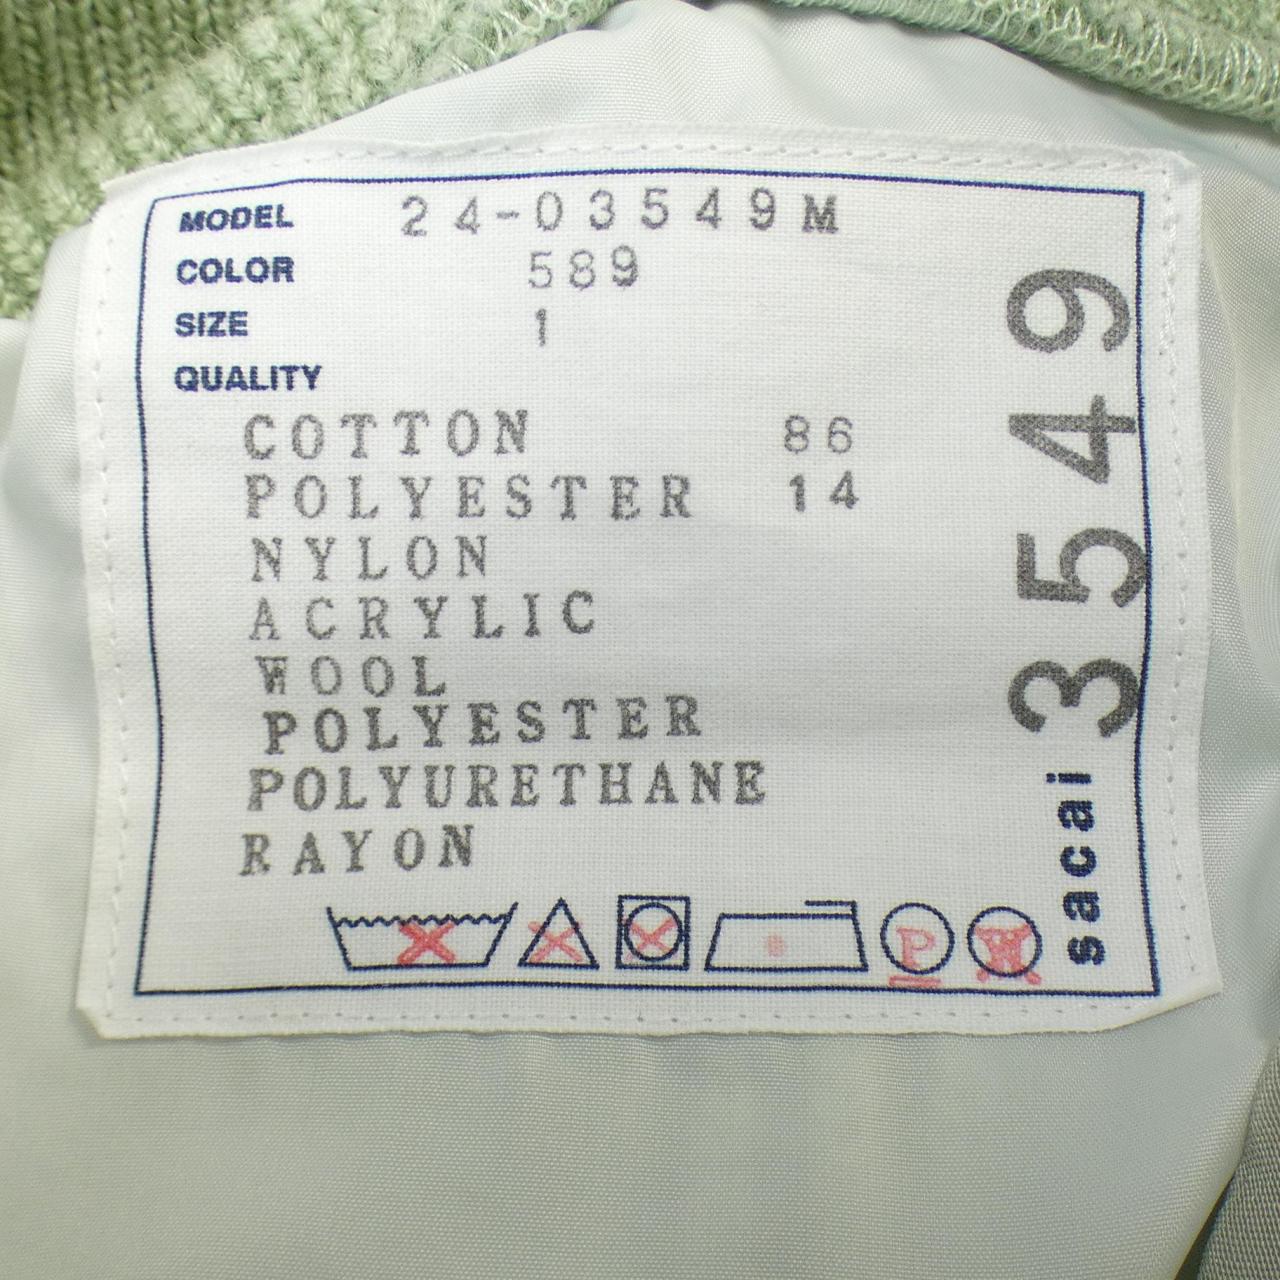 MODEL 24-03549M
COLOR 589
SIZE 1
QUALITY
COTTON 86
POLYESTER 14
NYLON
ACRYLIC
WOOL
POLYESTER
POLYURETHANE
RAYON
P W
sacai 3549